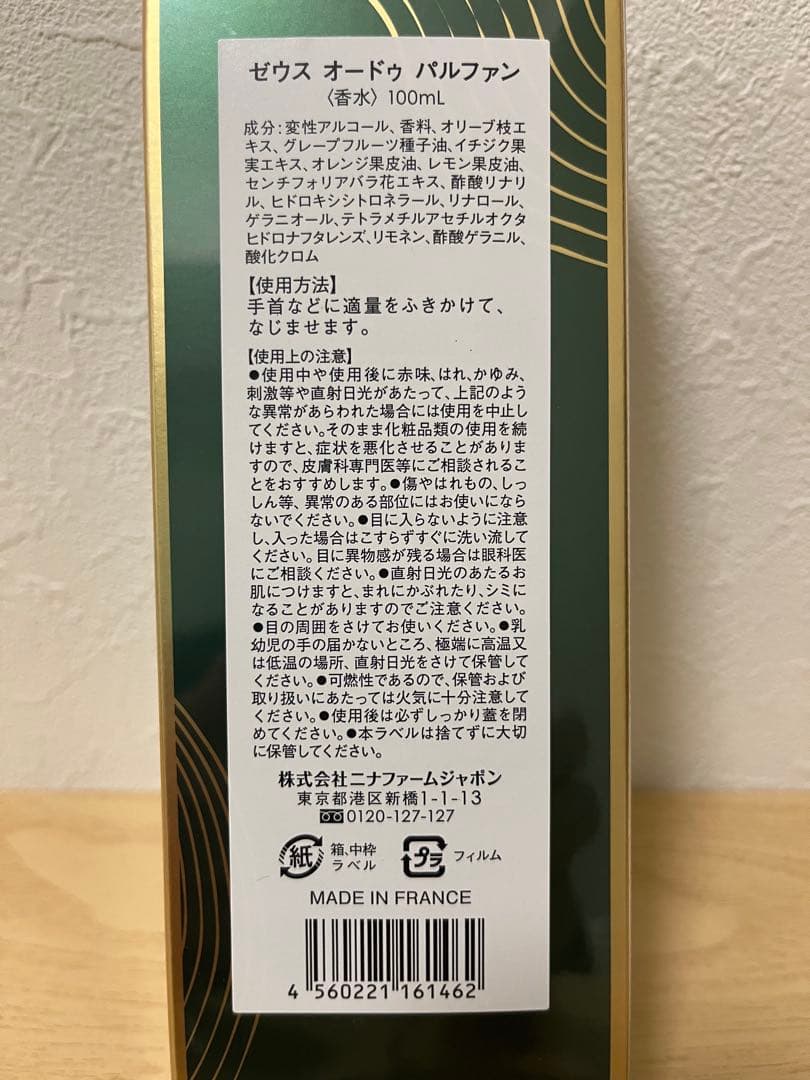 ゼウス オードゥ パルファン
〈香水〉100mL
成分:変性アルコール、香料、オリーブ枝エ
キス、グレープフルーツ種子油、イチジク果
実エキス、オレンジ果皮油、レモン果皮油、
センチフォリアバラ花エキス、酢酸リナリ
ル、ヒドロキシシトロネラール、リナロール、
ゲラニオール、テトラメチルアセチルオクタ
ヒドロナフタレンズ、リモネン、酢酸ゲラニル、
酸化クロム
【使用方法】
手首などに適量をふきかけて、
なじませます。
【使用上の注意】
●使用中や使用後に赤味、はれ、かゆみ、
刺激等や直射日光があたって、上記のよう
な異常があらわれた場合には使用を中止し
てください。そのまま化粧品類の使用を続
けますと、症状を悪化させることがありま
すので、皮膚科専門医等にご相談されるこ
とをおすすめします。●傷やはれもの、しっ
しん等、異常のある部位にはお使いになら
ないでください。●目に入らないように注意
し、入った場合はこすらずすぐに洗い流して
ください。目に異物感が残る場合は眼科医
にご相談ください。●直射日光のあたるお
肌につけますと、まれにかぶれたり、シミに
なることがありますのでご注意ください。
●目の周囲をさけてお使いください。●乳
幼児の手の届かないところ、極端に高温又
は低温の場所、直射日光をさけて保管して
ください。●可燃性であるので、保管および
取り扱いにあたっては火気に十分注意して
ください。●使用後は必ずしっかり蓋を閉
めてください。●本ラベルは捨てずに大切
に保管してください。
株式会社ニナファームジャポン
東京都港区新橋1-1-13
0120-127-127
紙 箱、中枠
ラベル
プラ フィルム
MADE IN FRANCE
4 560221 161462